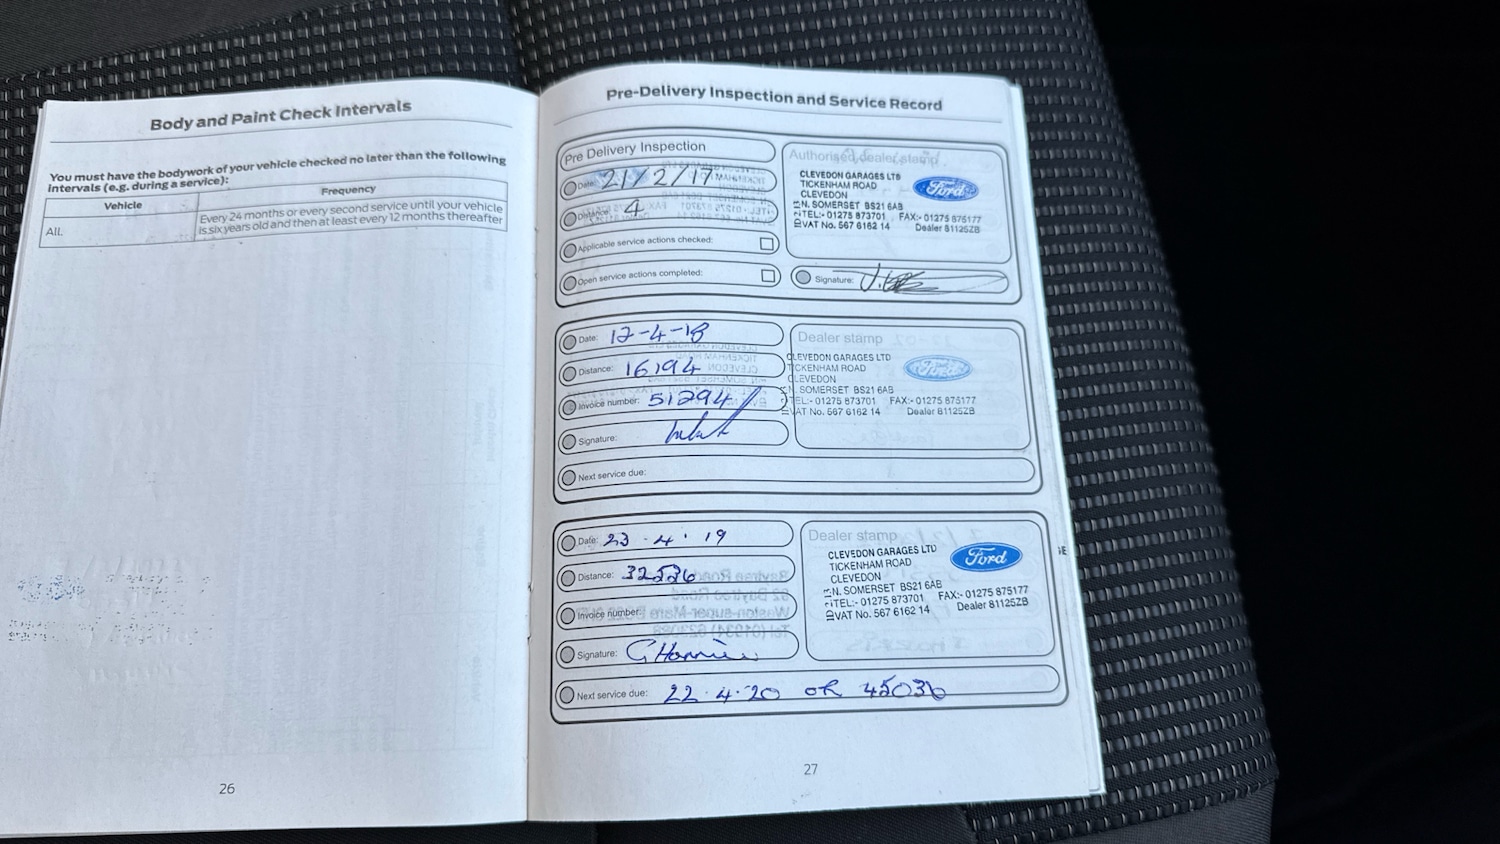 Body and Paint Check Intervals
You must have the bodywork of your vehicle checked no later than the following
intervals (e.g. during a service):
Vehicle
Frequency
All.
Every 24 months or every second service until your vehicle
is six years old and then at least every 12 months thereafter
26
Pre-Delivery Inspection and Service Record
Pre Delivery Inspection
Date: 21/2/17
Distance: 4
Applicable service actions checked:
Open service actions completed:
Authorised dealer stamp
CLEVEDON GARAGES LTD
TICKENHAM ROAD
CLEVEDON
N. SOMERSET BS21 6AB
TEL:- 01275 873701 FAX:- 01275 875177
VAT No. 567 6162 14 Dealer 81125ZB
Ford
Signature:
Date: 12-4-18
Distance: 16194
Invoice number: 51294
Signature:
Next service due:
Dealer stamp
CLEVEDON GARAGES LTD
TICKENHAM ROAD
CLEVEDON
N. SOMERSET BS21 6AB
TEL:- 01275 873701 FAX:- 01275 875177
VAT No. 567 6162 14 Dealer 81125ZB
Ford
Date: 23.4.19
Distance: 32536
Invoice number:
Signature:
Next service due: 22.4.20 OR 45036
Dealer stamp
CLEVEDON GARAGES LTD
TICKENHAM ROAD
CLEVEDON
N. SOMERSET BS21 6AB
TEL:- 01275 873701 FAX:- 01275 875177
VAT No. 567 6162 14 Dealer 81125ZB
Ford
27